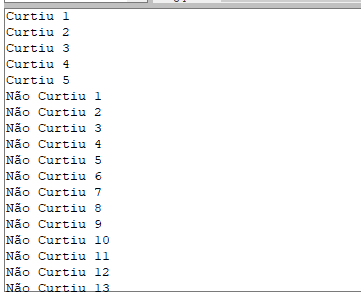 Curtiu 1
Curtiu 2
Curtiu 3
Curtiu 4
Curtiu 5
Não Curtiu 1
Não Curtiu 2
Não Curtiu 3
Não Curtiu 4
Não Curtiu 5
Não Curtiu 6
Não Curtiu 7
Não Curtiu 8
Não Curtiu 9
Não Curtiu 10
Não Curtiu 11
Não Curtiu 12
Não Curtiu 13